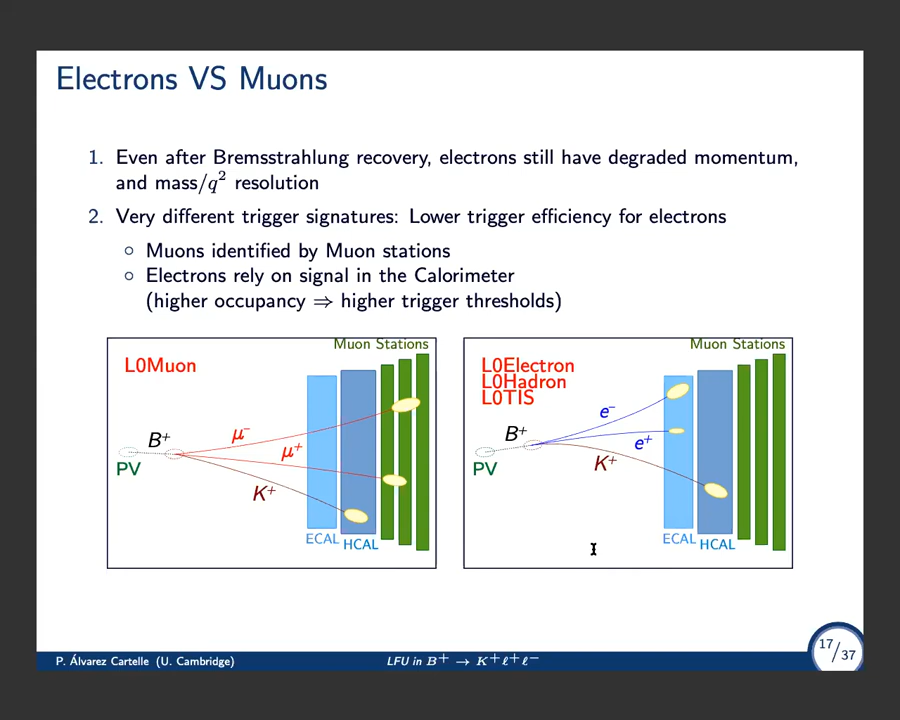 Electrons VS Muons
1. Even after Bremsstrahlung recovery, electrons still have degraded momentum,
and mass/q² resolution
2. Very different trigger signatures: Lower trigger efficiency for electrons
○ Muons identified by Muon stations
○ Electrons rely on signal in the Calorimeter
(higher occupancy ⇒ higher trigger thresholds)
Muon Stations
L0Muon
B⁺
μ⁻
μ⁺
PV
K⁺
ECAL
HCAL
Muon Stations
L0Electron
L0Hadron
L0TIS
e⁻
B⁺
e⁺
PV
K⁺
ECAL
HCAL
P. Álvarez Cartelle (U. Cambridge)
LFU in B⁺ → K⁺ℓ⁺ℓ⁻
17/37